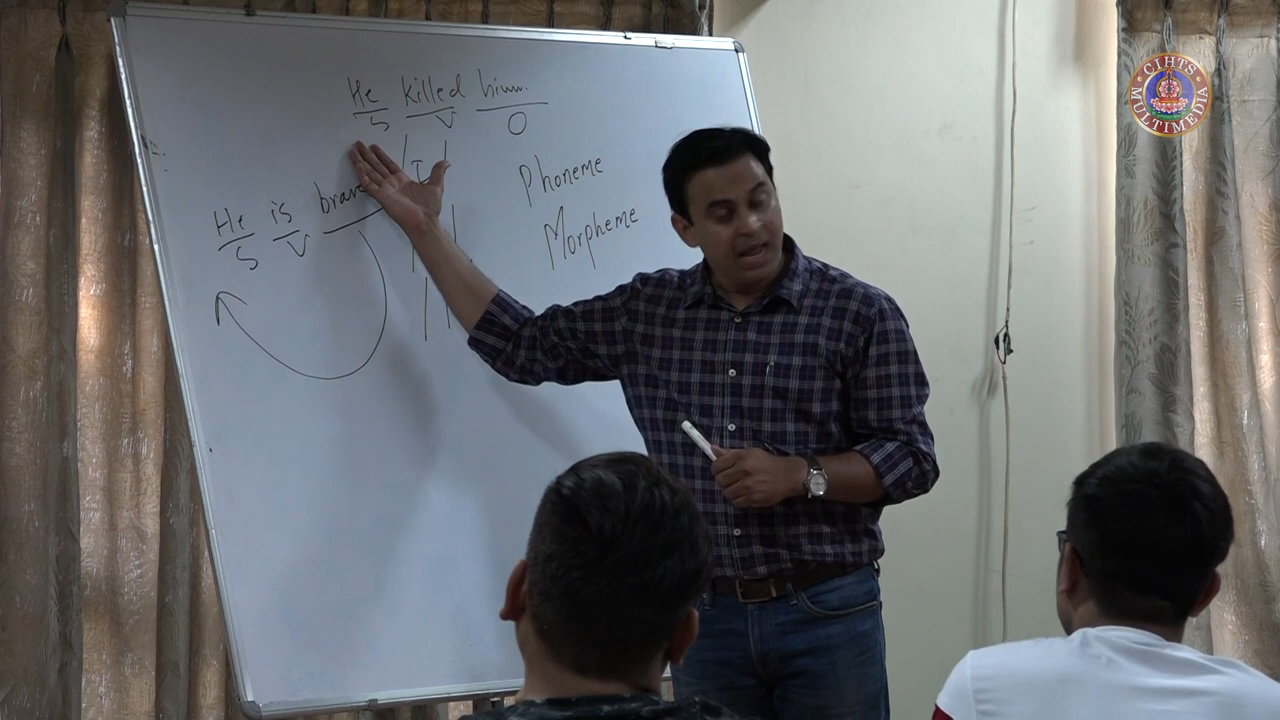 He killed him.
S V O
Phoneme
He is brave
S V
Morpheme
CIHTS
MULTIMEDIA